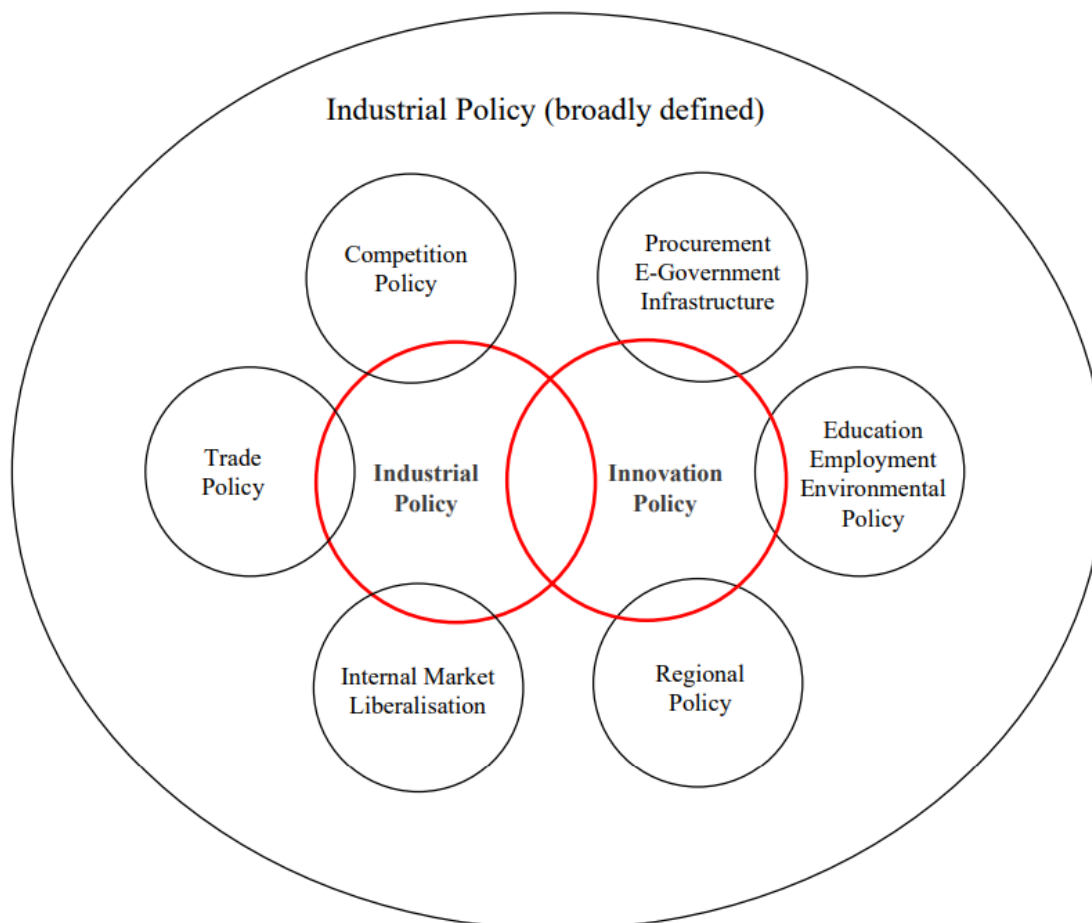 Industrial Policy (broadly defined)
Competition
Policy
Procurement
E-Government
Infrastructure
Trade
Policy
Industrial
Policy
Innovation
Policy
Education
Employment
Environmental
Policy
Internal Market
Liberalisation
Regional
Policy